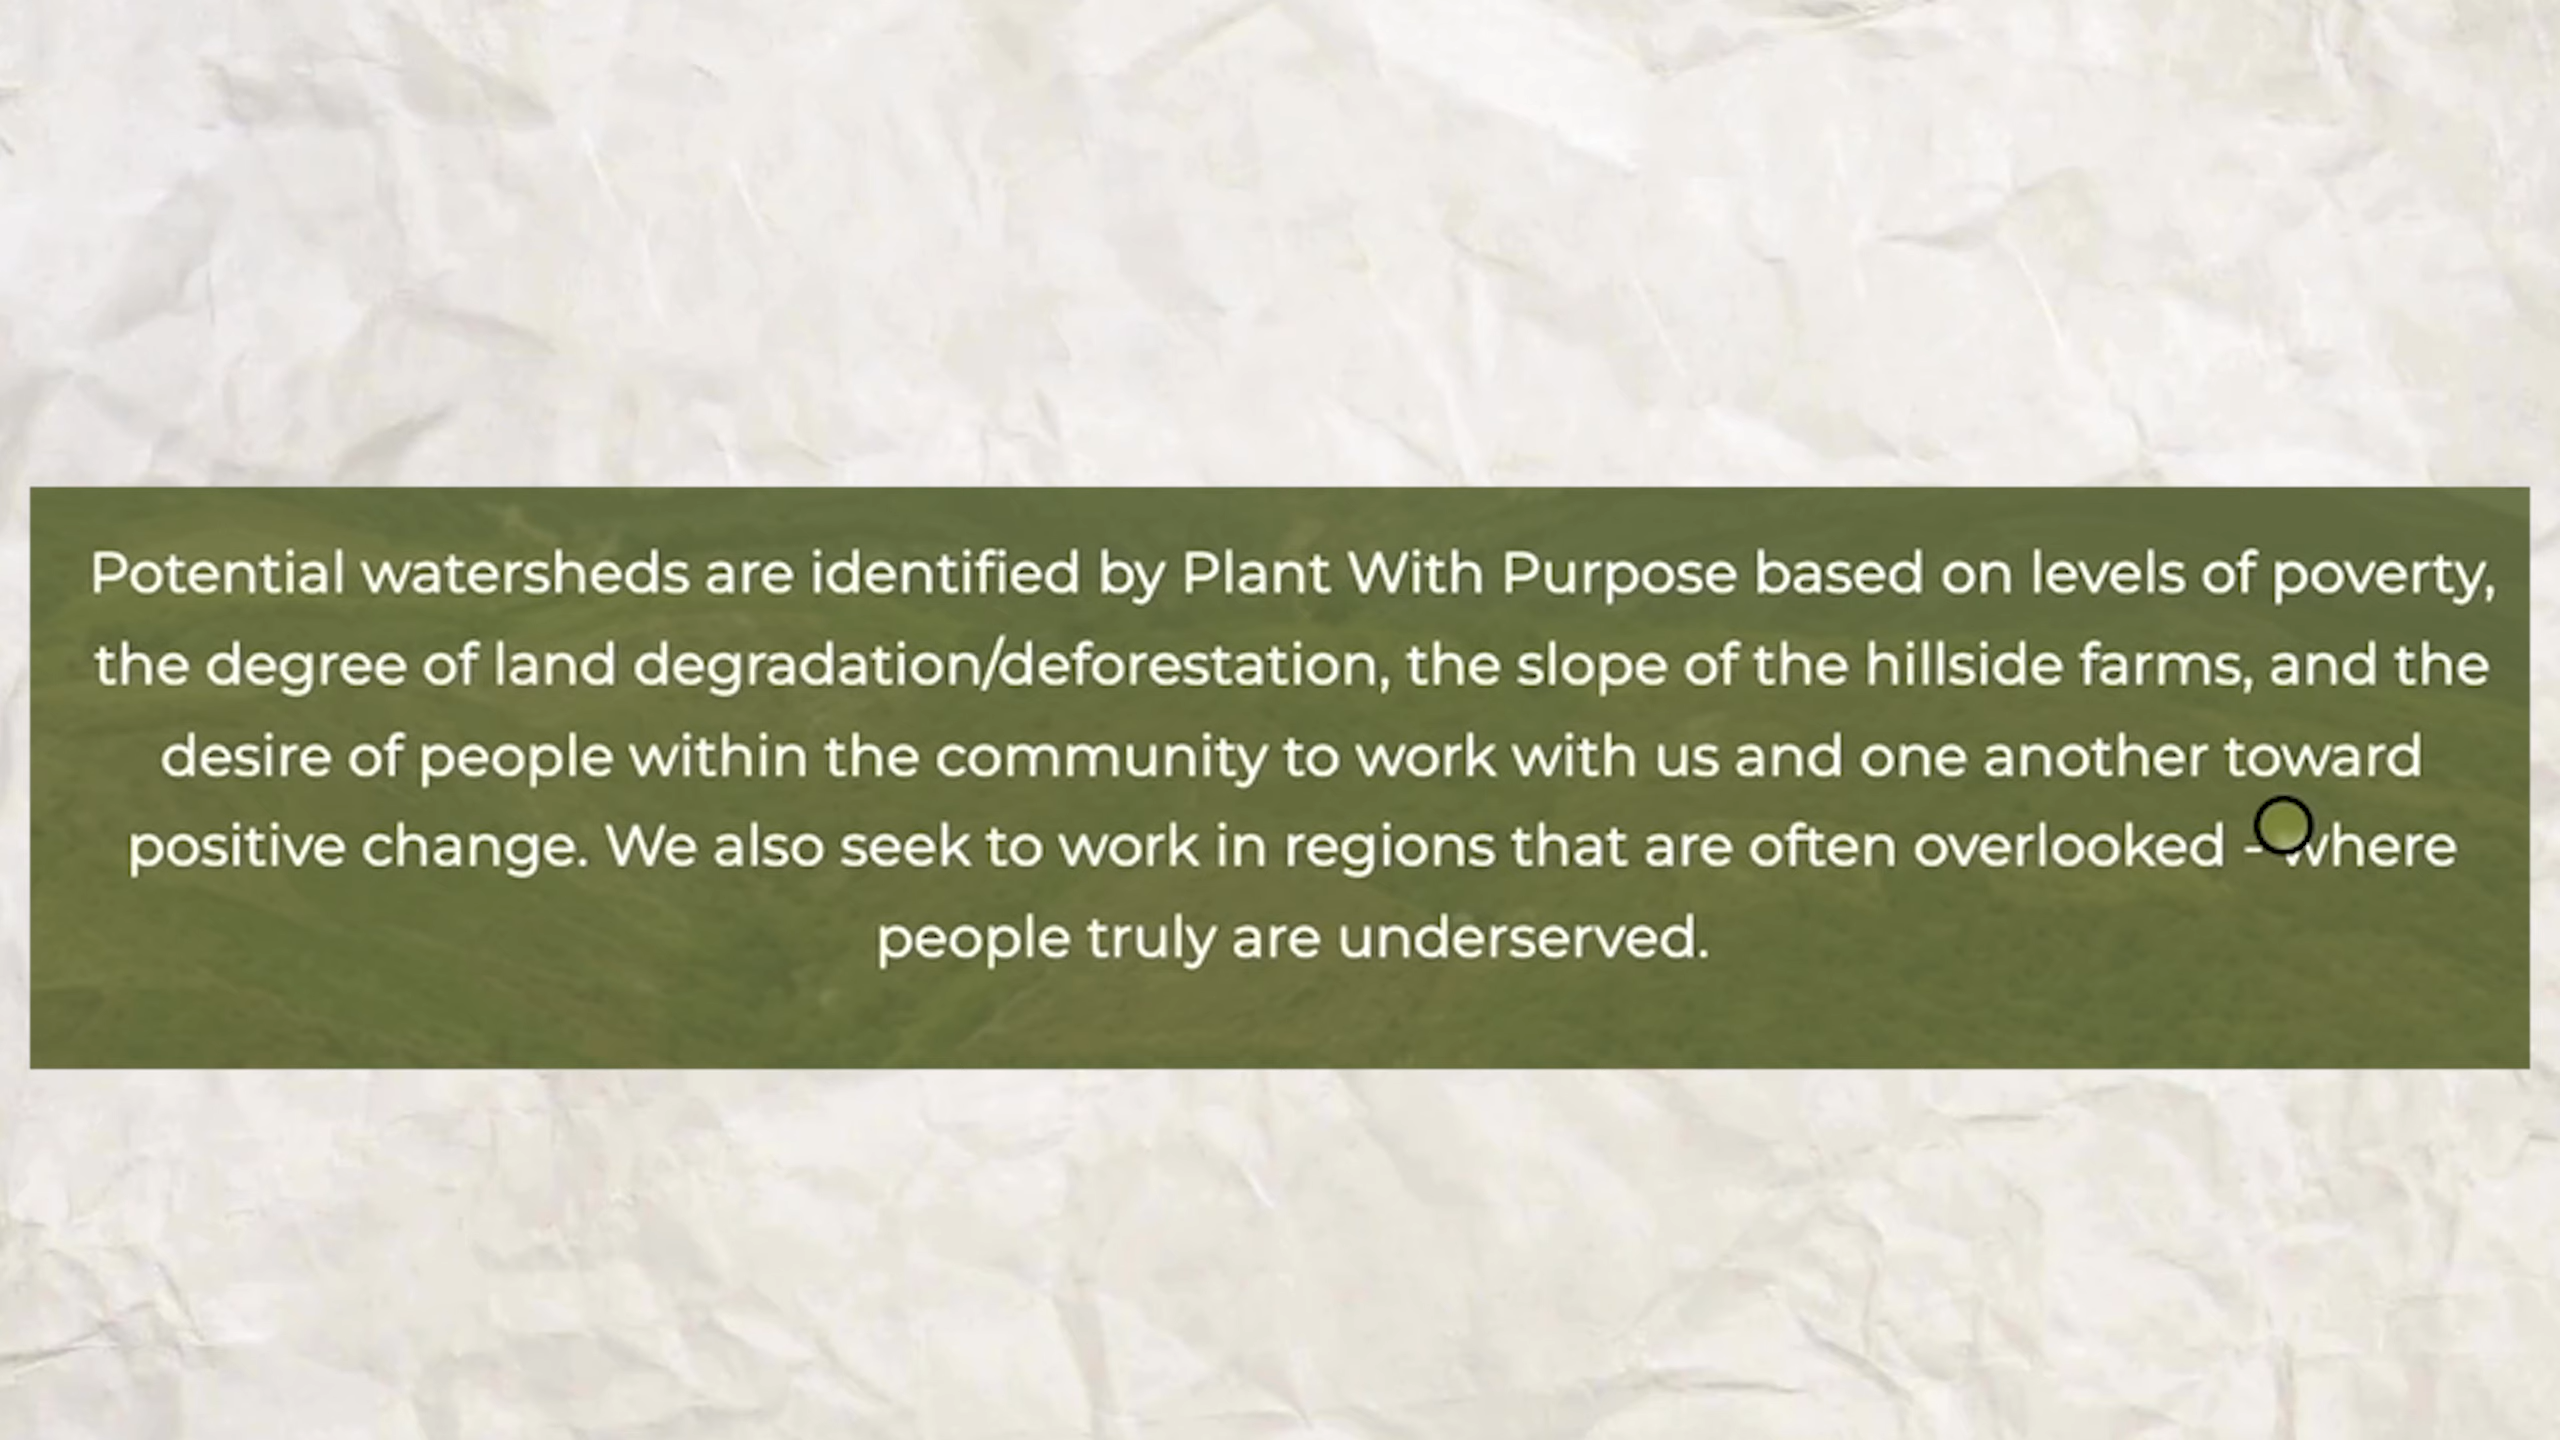 Potential watersheds are identified by Plant With Purpose based on levels of poverty,
the degree of land degradation/deforestation, the slope of the hillside farms, and the
desire of people within the community to work with us and one another toward
positive change. We also seek to work in regions that are often overlooked - where
people truly are underserved.